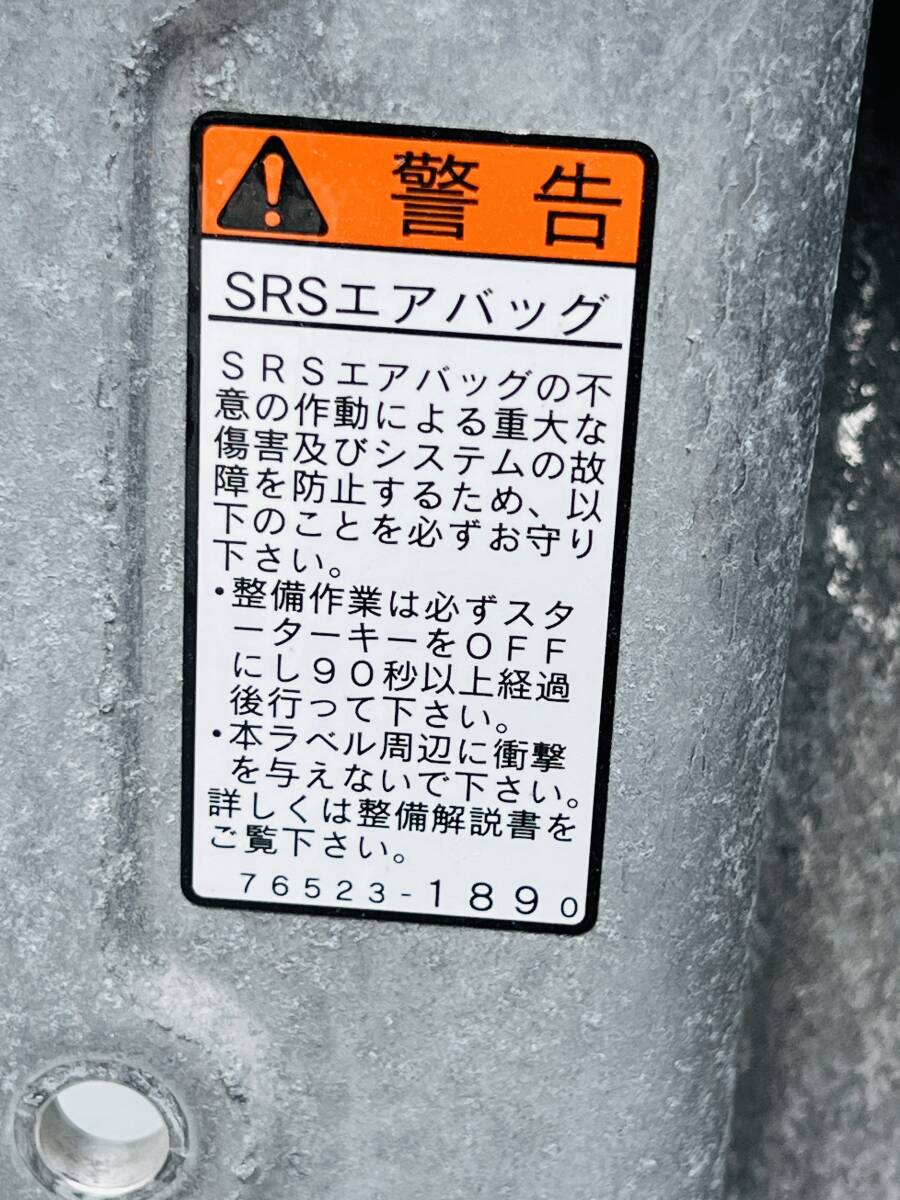 警告
SRSエアバッグ
SRSエアバッグの不
意の作動による重大な
傷害及びシステムの故
障を防止するため、以
下のことを必ずお守り
下さい。
・整備作業は必ずスタ
ーターキーをOFF
にし90秒以上経過
後行って下さい。
・本ラベル周辺に衝撃
を与えないで下さい。
詳しくは整備解説書を
ご覧下さい。
76523-1890